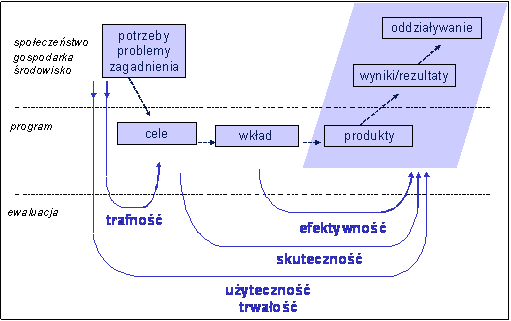 społeczeństwo
gospodarka
środowisko
potrzeby
problemy
zagadnienia
oddziaływanie
wyniki/rezultaty
program
cele
wkład
produkty
ewaluacja
trafność
efektywność
skuteczność
użyteczność
trwałość